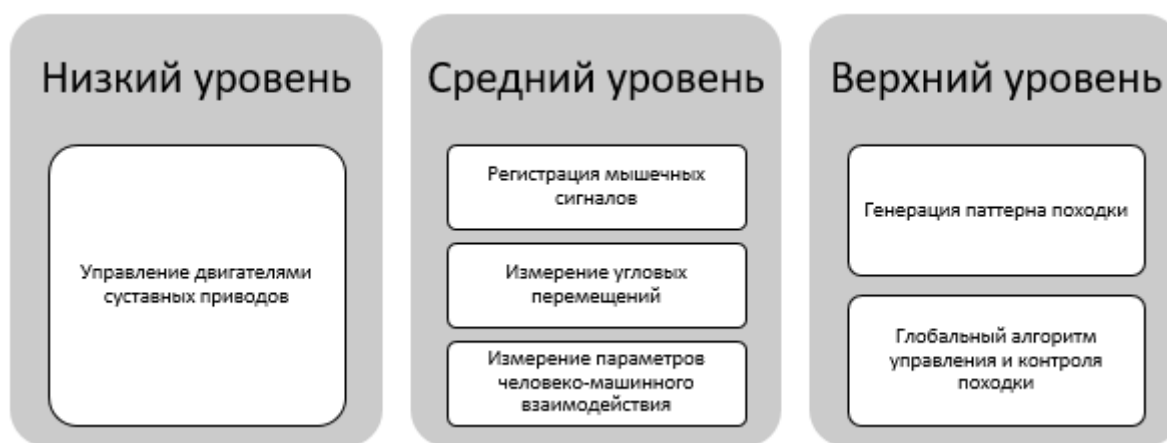 Низкий уровень
Управление двигателями
суставных приводов
Средний уровень
Регистрация мышечных
сигналов
Измерение угловых
перемещений
Измерение параметров
человеко-машинного
взаимодействия
Верхний уровень
Генерация паттерна походки
Глобальный алгоритм
управления и контроля
походки